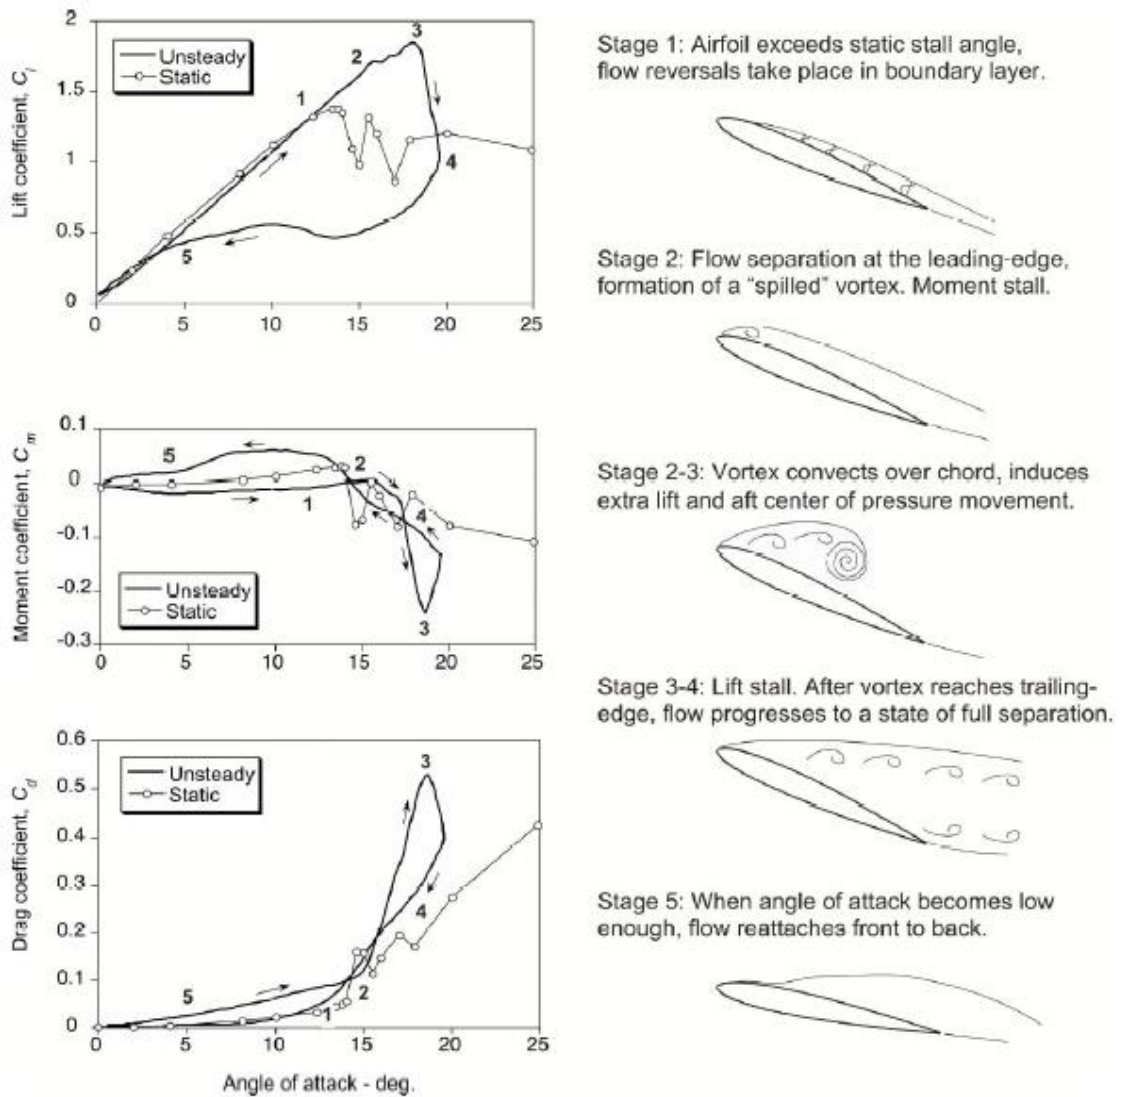 2
1.5
1
0.5
0
Lift coefficient, C_l
Unsteady
Static
1
2
3
4
5
0 5 10 15 20 25
Stage 1: Airfoil exceeds static stall angle,
flow reversals take place in boundary layer.
Stage 2: Flow separation at the leading-edge,
formation of a “spilled” vortex. Moment stall.
0.1
0
-0.1
-0.2
-0.3
Moment coefficient, C_m
Unsteady
Static
5
2
1
4
3
0 5 10 15 20 25
Stage 2-3: Vortex convects over chord, induces
extra lift and aft center of pressure movement.
Stage 3-4: Lift stall. After vortex reaches trailing-
edge, flow progresses to a state of full separation.
0.6
0.5
0.4
0.3
0.2
0.1
0
Drag coefficient, C_d
Unsteady
Static
3
4
5
2
1
0 5 10 15 20 25
Angle of attack - deg.
Stage 5: When angle of attack becomes low
enough, flow reattaches front to back.